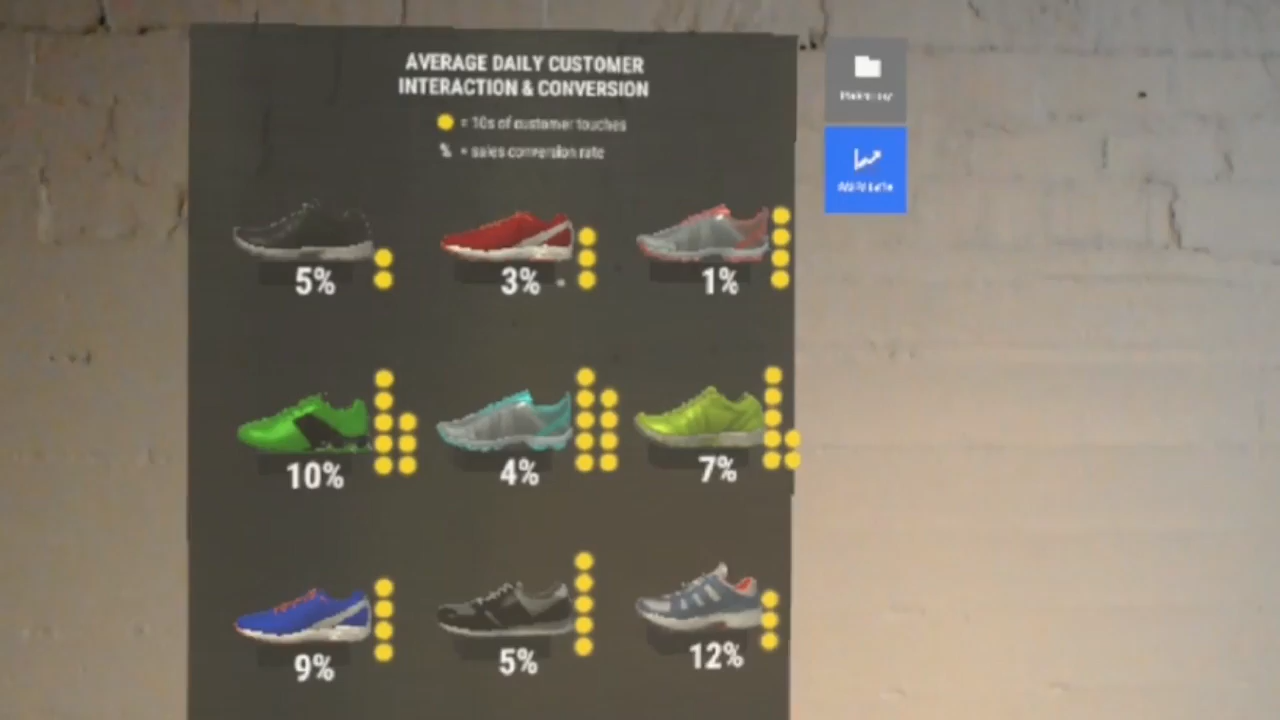 AVERAGE DAILY CUSTOMER
INTERACTION & CONVERSION
= 10s of customer touches
% = sales conversion rate
5% 3% 1%
10% 4% 7%
9% 5% 12%